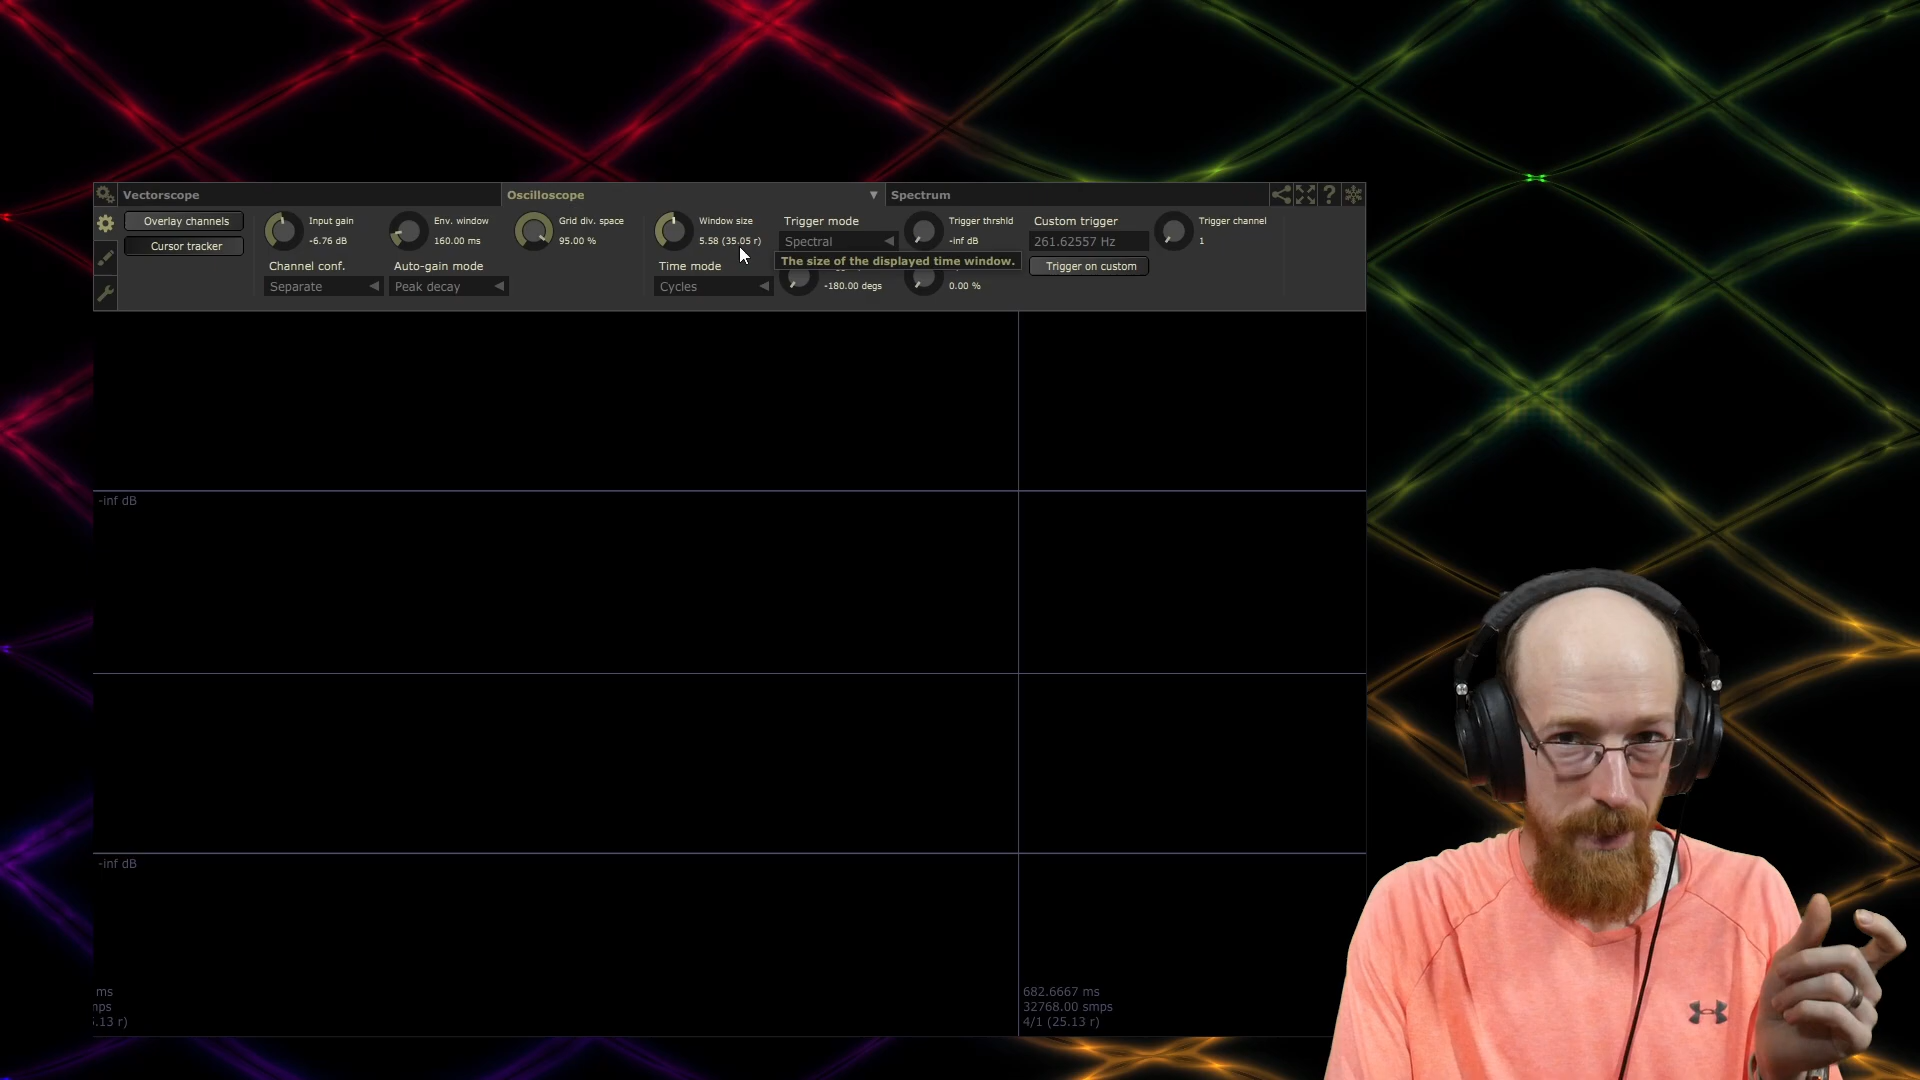 Vectorscope
Oscilloscope
Spectrum
Overlay channels
Cursor tracker
Input gain
-6.76 dB
Env. window
160.00 ms
Grid div. space
95.00 %
Channel conf.
Separate
Auto-gain mode
Peak decay
Window size
5.58 (35.05 r)
Time mode
Cycles
Trigger mode
Spectral
Trigger thrshld
-inf dB
Custom trigger
261.62557 Hz
Trigger on custom
Trigger channel
1
The size of the displayed time window.
-180.00 degs
0.00 %
-inf dB
-inf dB
ms
.13 r)
682.6667 ms
32768.00 smps
4/1 (25.13 r)